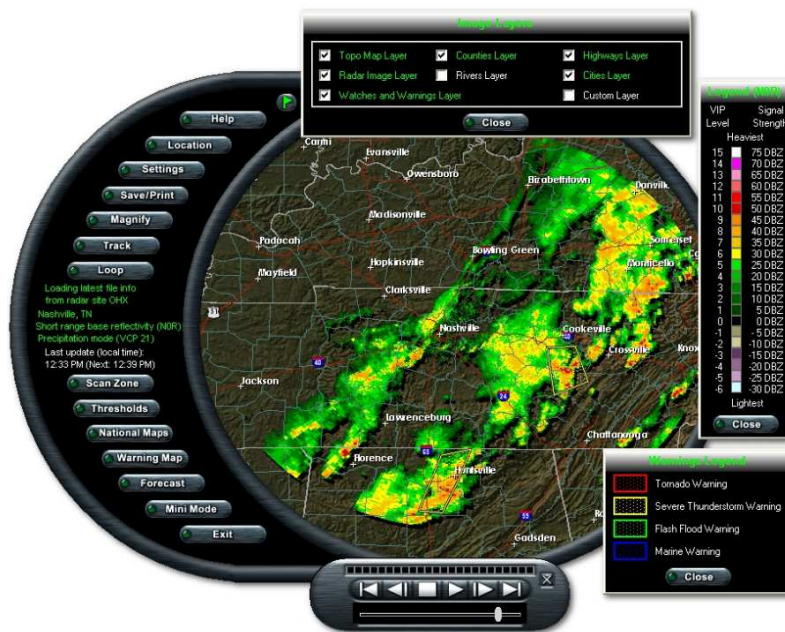 Image Layers
Topo Map Layer
Counties Layer
Highways Layer
Radar Image Layer
Rivers Layer
Cities Layer
Watches and Warnings Layer
Custom Layer
Close
Help
Location
Settings
Save/Print
Magnify
Track
Loop
Loading latest file info
from radar site OHX
Nashville, TN
Short range base reflectivity (N0R)
Precipitation mode (VCP 21)
Last update (local time):
12:33 PM (Next: 12:39 PM)
Scan Zone
Thresholds
National Maps
Warning Map
Forecast
Mini Mode
Exit
Carmi
Evansville
Owensboro
Elizabethtown
Danvill
Madisonville
Padocah
Bowling Green
Somerset
Hopkinsville
Monticello
Mayfield
Clarksville
Nashville
Cookeville
40
Crossville
Knox
40
Jackson
24
Lawrenceburg
Chattanooga
65
Florence
Huntsville
55
Gadsden
Legend (N0R)
VIP Signal
Level Strength
Heaviest
15 75 DBZ
14 70 DBZ
13 65 DBZ
12 60 DBZ
11 55 DBZ
10 50 DBZ
9 45 DBZ
8 40 DBZ
7 35 DBZ
6 30 DBZ
5 25 DBZ
4 20 DBZ
3 15 DBZ
2 10 DBZ
1 5 DBZ
0 0 DBZ
-1 -5 DBZ
-2 -10 DBZ
-3 -15 DBZ
-4 -20 DBZ
-5 -25 DBZ
-6 -30 DBZ
Lightest
Close
Warnings Legend
Tornado Warning
Severe Thunderstorm Warning
Flash Flood Warning
Marine Warning
Close